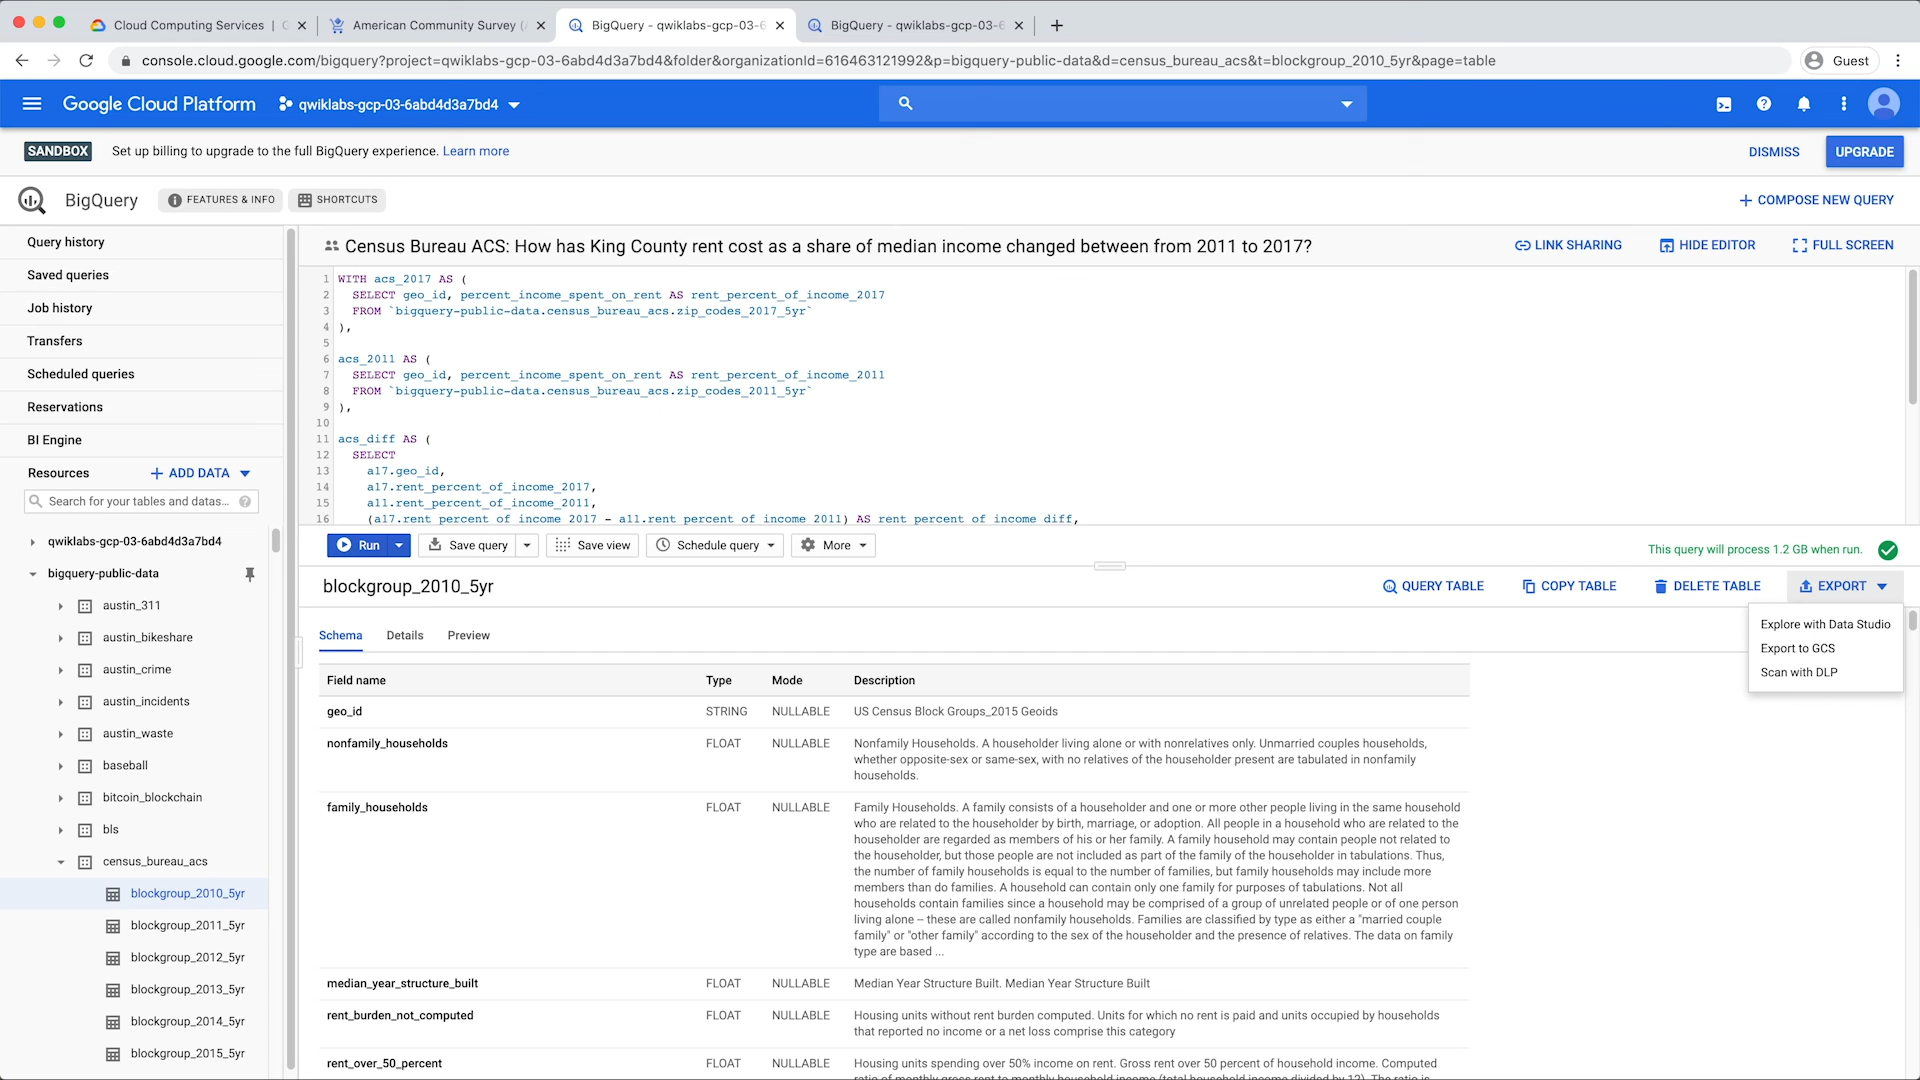 Cloud Computing Services | G
American Community Survey (A
BigQuery - qwiklabs-gcp-03-6
BigQuery - qwiklabs-gcp-03-6
console.cloud.google.com/bigquery?project=qwiklabs-gcp-03-6abd4d3a7bd4&folder&organizationId=616463121992&p=bigquery-public-data&d=census_bureau_acs&t=blockgroup_2010_5yr&page=table
Guest
Google Cloud Platform
qwiklabs-gcp-03-6abd4d3a7bd4
SANDBOX
Set up billing to upgrade to the full BigQuery experience. Learn more
DISMISS
UPGRADE
BigQuery
FEATURES & INFO
SHORTCUTS
COMPOSE NEW QUERY
Query history
Saved queries
Job history
Transfers
Scheduled queries
Reservations
BI Engine
Resources
ADD DATA
Search for your tables and datas...
qwiklabs-gcp-03-6abd4d3a7bd4
bigquery-public-data
austin_311
austin_bikeshare
austin_crime
austin_incidents
austin_waste
baseball
bitcoin_blockchain
bls
census_bureau_acs
blockgroup_2010_5yr
blockgroup_2011_5yr
blockgroup_2012_5yr
blockgroup_2013_5yr
blockgroup_2014_5yr
blockgroup_2015_5yr
Census Bureau ACS: How has King County rent cost as a share of median income changed between from 2011 to 2017?
LINK SHARING
HIDE EDITOR
FULL SCREEN
1 WITH acs_2017 AS (
2 SELECT geo_id, percent_income_spent_on_rent AS rent_percent_of_income_2017
3 FROM `bigquery-public-data.census_bureau_acs.zip_codes_2017_5yr`
4 ),
5
6 acs_2011 AS (
7 SELECT geo_id, percent_income_spent_on_rent AS rent_percent_of_income_2011
8 FROM `bigquery-public-data.census_bureau_acs.zip_codes_2011_5yr`
9 ),
10
11 acs_diff AS (
12 SELECT
13 a17.geo_id,
14 a17.rent_percent_of_income_2017,
15 a11.rent_percent_of_income_2011,
16 (a17.rent_percent_of_income_2017 - a11.rent_percent_of_income_2011) AS rent_percent_of_income_diff,
Run
Save query
Save view
Schedule query
More
This query will process 1.2 GB when run.
blockgroup_2010_5yr
QUERY TABLE
COPY TABLE
DELETE TABLE
EXPORT
Explore with Data Studio
Export to GCS
Scan with DLP
Schema
Details
Preview
Field name Type Mode Description
geo_id STRING NULLABLE US Census Block Groups_2015 Geoids
nonfamily_households FLOAT NULLABLE Nonfamily Households. A householder living alone or with nonrelatives only. Unmarried couples households,
whether opposite-sex or same-sex, with no relatives of the householder present are tabulated in nonfamily
households.
family_households FLOAT NULLABLE Family Households. A family consists of a householder and one or more other people living in the same household
who are related to the householder by birth, marriage, or adoption. All people in a household who are related to the
householder are regarded as members of his or her family. A family household may contain people not related to
the householder, but those people are not included as part of the family of the householder in tabulations. Thus,
the number of family households is equal to the number of families, but family households may include more
members than do families. A household can contain only one family for purposes of tabulations. Not all
households contain families since a household may be comprised of a group of unrelated people or of one person
living alone – these are called nonfamily households. Families are classified by type as either a "married couple
family" or "other family" according to the sex of the householder and the presence of relatives. The data on family
type are based ...
median_year_structure_built FLOAT NULLABLE Median Year Structure Built. Median Year Structure Built
rent_burden_not_computed FLOAT NULLABLE Housing units without rent burden computed. Units for which no rent is paid and units occupied by households
that reported no income or a net loss comprise this category
rent_over_50_percent FLOAT NULLABLE Housing units spending over 50% income on rent. Gross rent over 50 percent of household income. Computed
ratio of monthly gross rent to monthly household income (total household income divided by 12). The ratio is